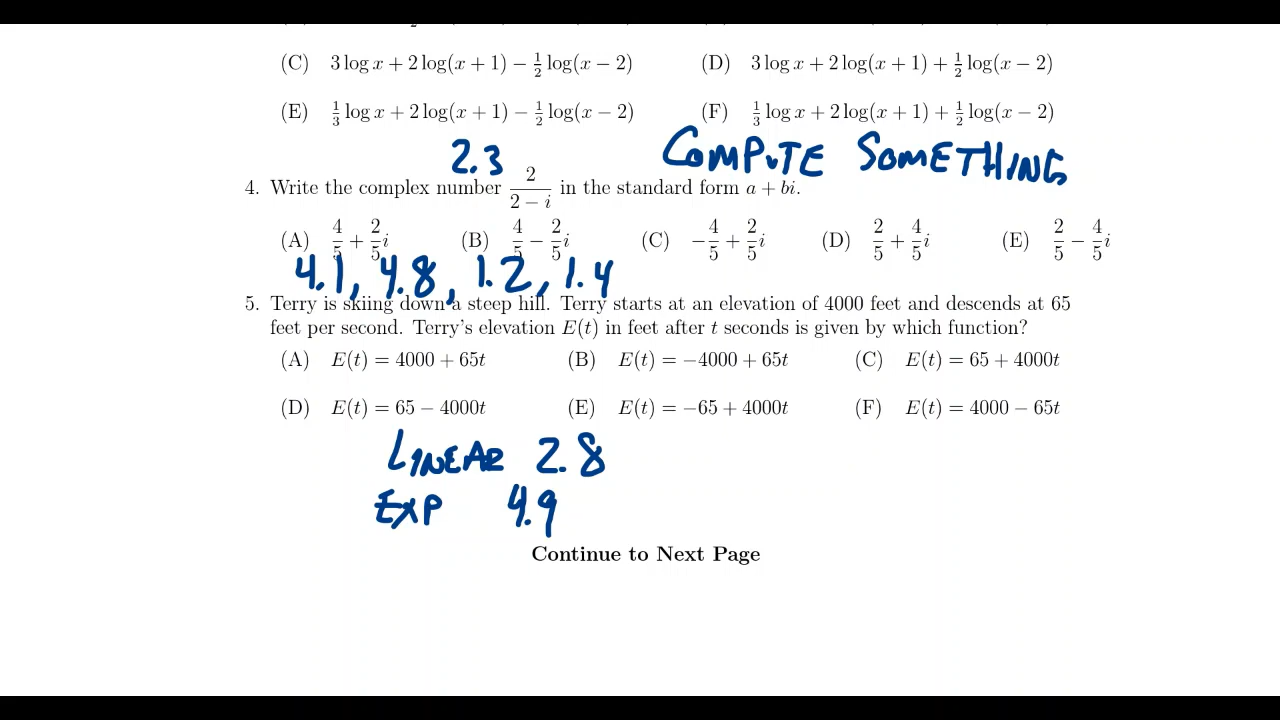 (C) 3 log x + 2 log(x + 1) − 1/2 log(x − 2) (D) 3 log x + 2 log(x + 1) + 1/2 log(x − 2)
(E) 1/3 log x + 2 log(x + 1) − 1/2 log(x − 2) (F) 1/3 log x + 2 log(x + 1) + 1/2 log(x − 2)
2.3 COMPUTE SOMETHING
4. Write the complex number 2/(2 − i) in the standard form a + bi.
(A) 4/5 + 2/5 i (B) 4/5 − 2/5 i (C) −4/5 + 2/5 i (D) 2/5 + 4/5 i (E) 2/5 − 4/5 i
4.1, 4.8, 1.2, 1.4
5. Terry is skiing down a steep hill. Terry starts at an elevation of 4000 feet and descends at 65
feet per second. Terry's elevation E(t) in feet after t seconds is given by which function?
(A) E(t) = 4000 + 65t (B) E(t) = −4000 + 65t (C) E(t) = 65 + 4000t
(D) E(t) = 65 − 4000t (E) E(t) = −65 + 4000t (F) E(t) = 4000 − 65t
LINEAR 2.8
EXP 4.9
Continue to Next Page